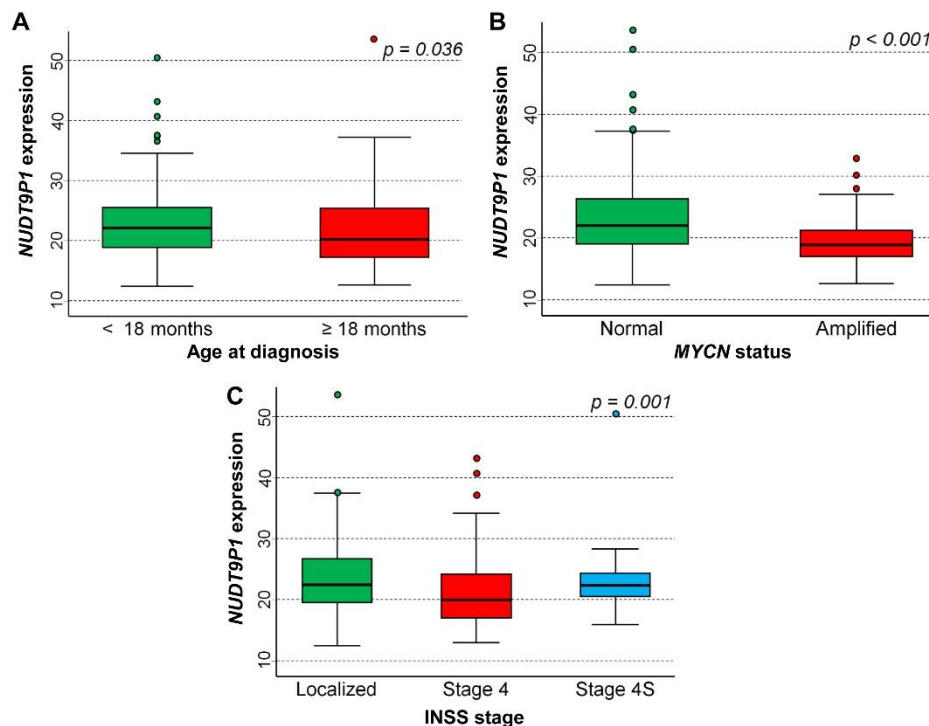 A
p = 0.036
NUDT9P1 expression
50
40
30
20
10
< 18 months
≥ 18 months
Age at diagnosis
B
p < 0.001
NUDT9P1 expression
50
40
30
20
10
Normal
Amplified
MYCN status
C
p = 0.001
NUDT9P1 expression
50
40
30
20
10
Localized
Stage 4
Stage 4S
INSS stage